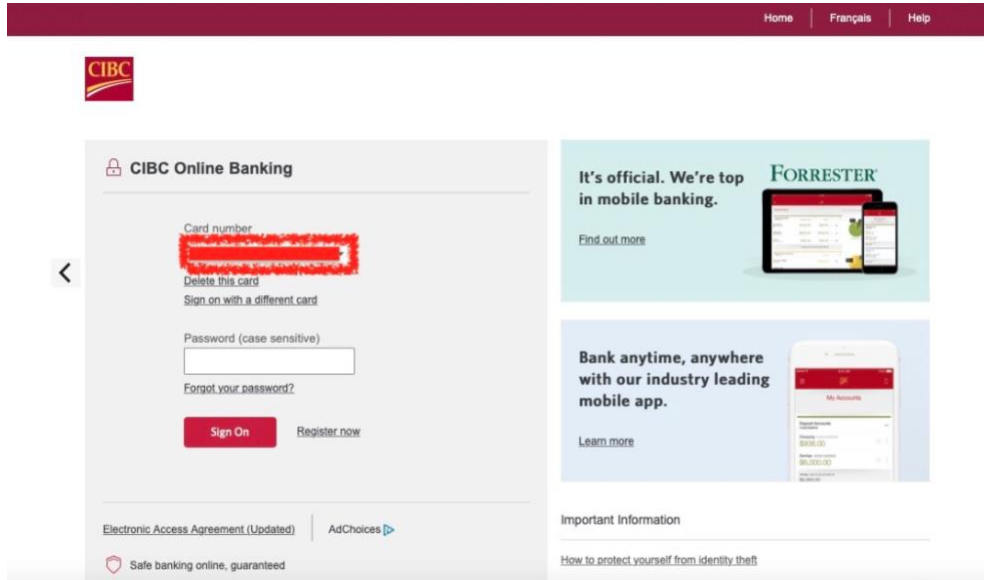 Home
Français
Help
CIBC
CIBC Online Banking
Card number
Delete this card
Sign on with a different card
Password (case sensitive)
Forgot your password?
Sign On
Register now
Electronic Access Agreement (Updated)
AdChoices
Safe banking online, guaranteed
It's official. We're top
in mobile banking.
Find out more
FORRESTER
Bank anytime, anywhere
with our industry leading
mobile app.
Learn more
My Accounts
Important Information
How to protect yourself from identity theft